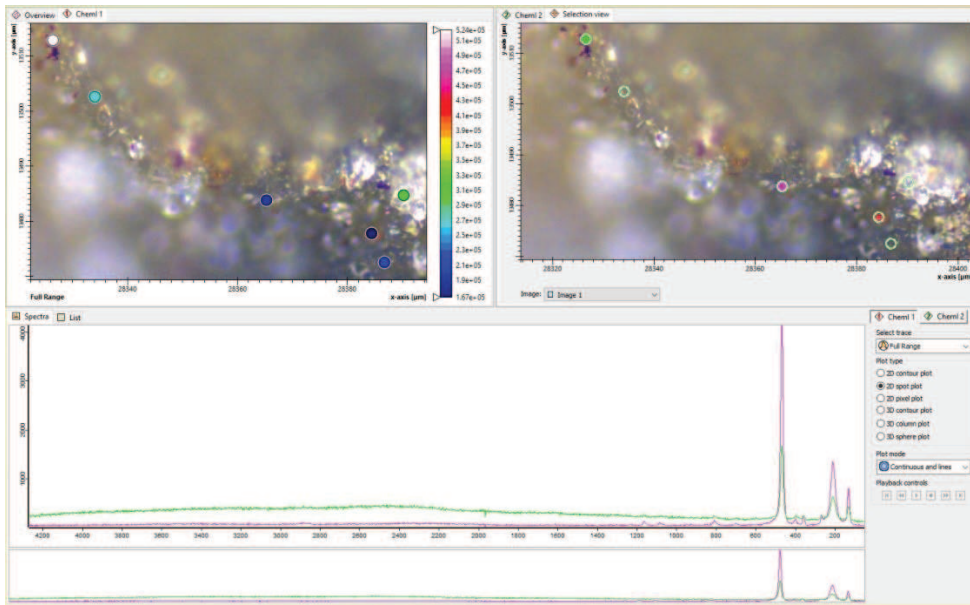 Overview ChemI 1
y-axis [µm]
28340 28360 28380
Full Range x-axis [µm]
5.24e+05
5.1e+05
4.9e+05
4.7e+05
4.5e+05
4.3e+05
4.1e+05
3.9e+05
3.7e+05
3.5e+05
3.3e+05
3.1e+05
2.9e+05
2.7e+05
2.5e+05
2.3e+05
2.1e+05
1.9e+05
1.67e+05
ChemI 2 Selection view
y-axis [µm]
28320 28340 28360 28380 28400
x-axis [µm]
Image: Image 1
Spectra List
4000
3000
2000
1000
4200 4000 3800 3600 3400 3200 3000 2800 2600 2400 2200 2000 1800 1600 1400 1200 1000 800 600 400 200
ChemI 1 ChemI 2
Select trace
Full Range
Plot type
2D contour plot
2D spot plot
2D pixel plot
3D contour plot
3D column plot
3D sphere plot
Plot mode
Continuous and lines
Playback controls